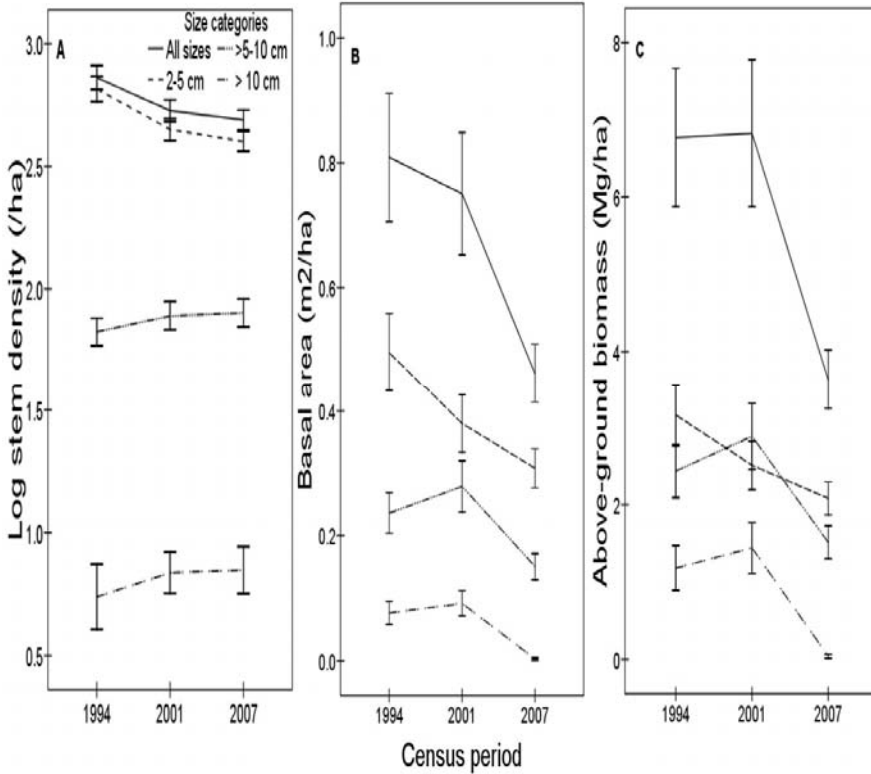 Size categories
A
All sizes
>5-10 cm
2-5 cm
> 10 cm
Log stem density (/ha)
3.0
2.5
2.0
1.5
1.0
0.5
1994
2001
2007
B
Basal area (m2/ha)
1.0
0.8
0.6
0.4
0.2
0.0
1994
2001
2007
C
Above-ground biomass (Mg/ha)
8
6
4
2
0
1994
2001
2007
Census period